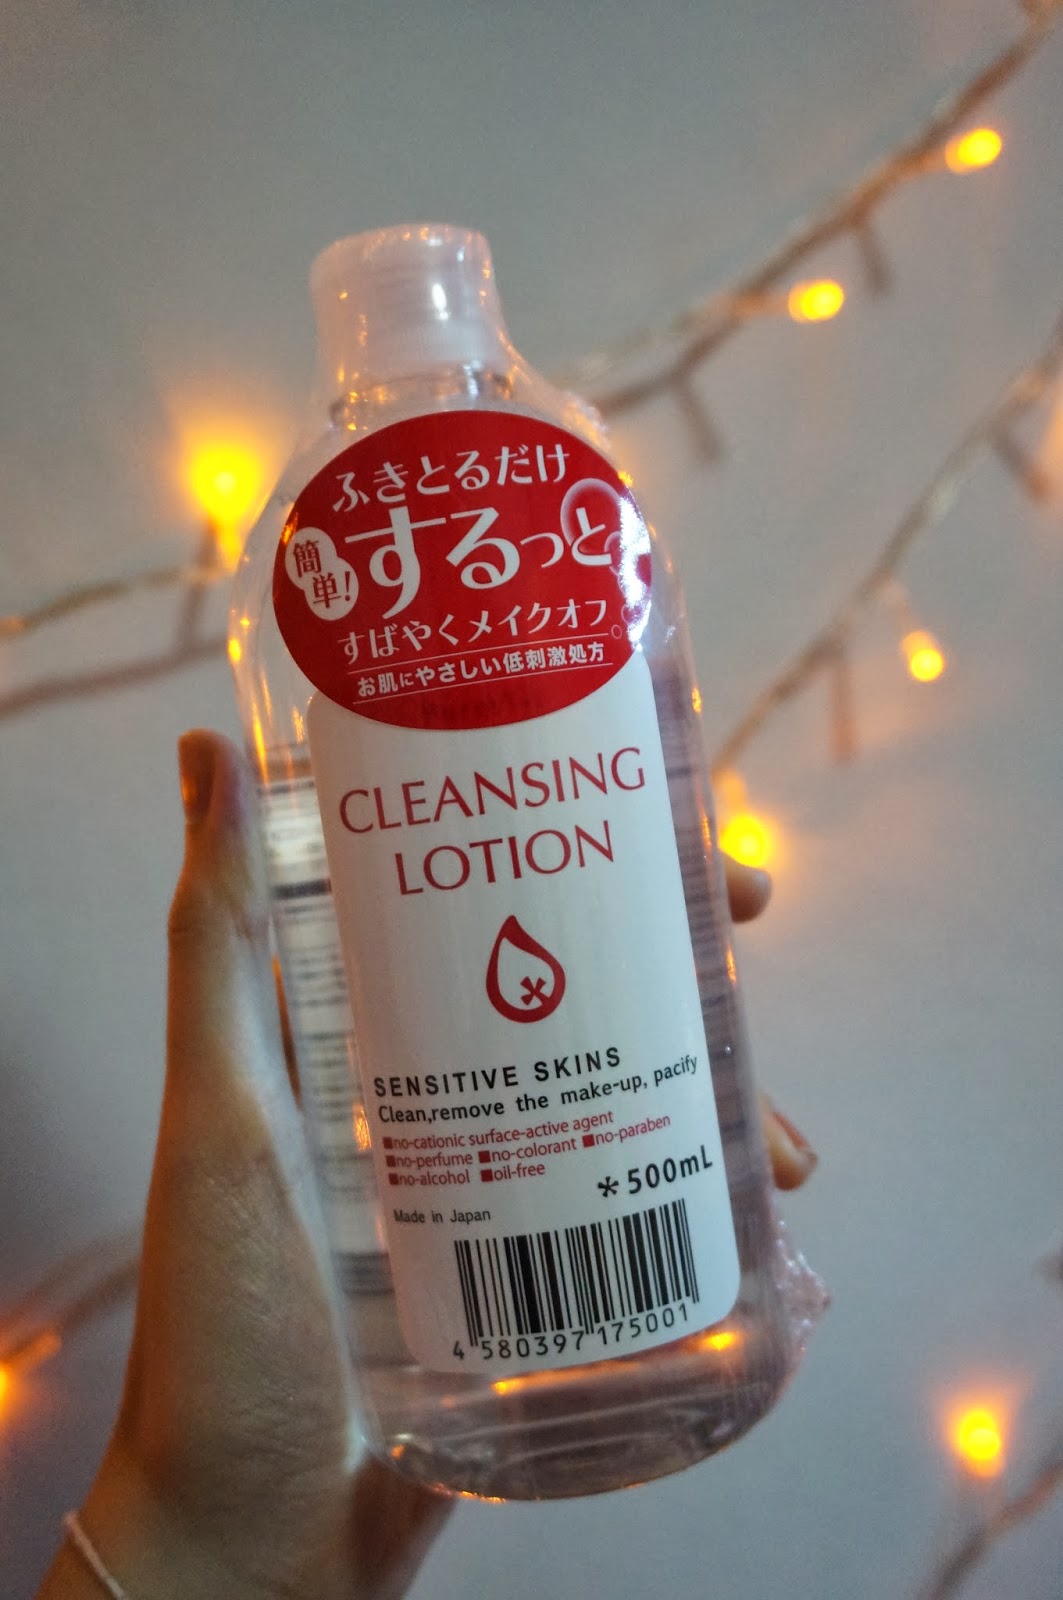 ふきとるだけ
簡単!
するっと
すばやくメイクオフ
お肌にやさしい低刺激処方
CLEANSING
LOTION
SENSITIVE SKINS
Clean,remove the make-up, pacify
■no-cationic surface-active agent
■no-perfume ■no-colorant ■no-paraben
■no-alcohol ■oil-free
*500mL
Made in Japan
4 580397 175001